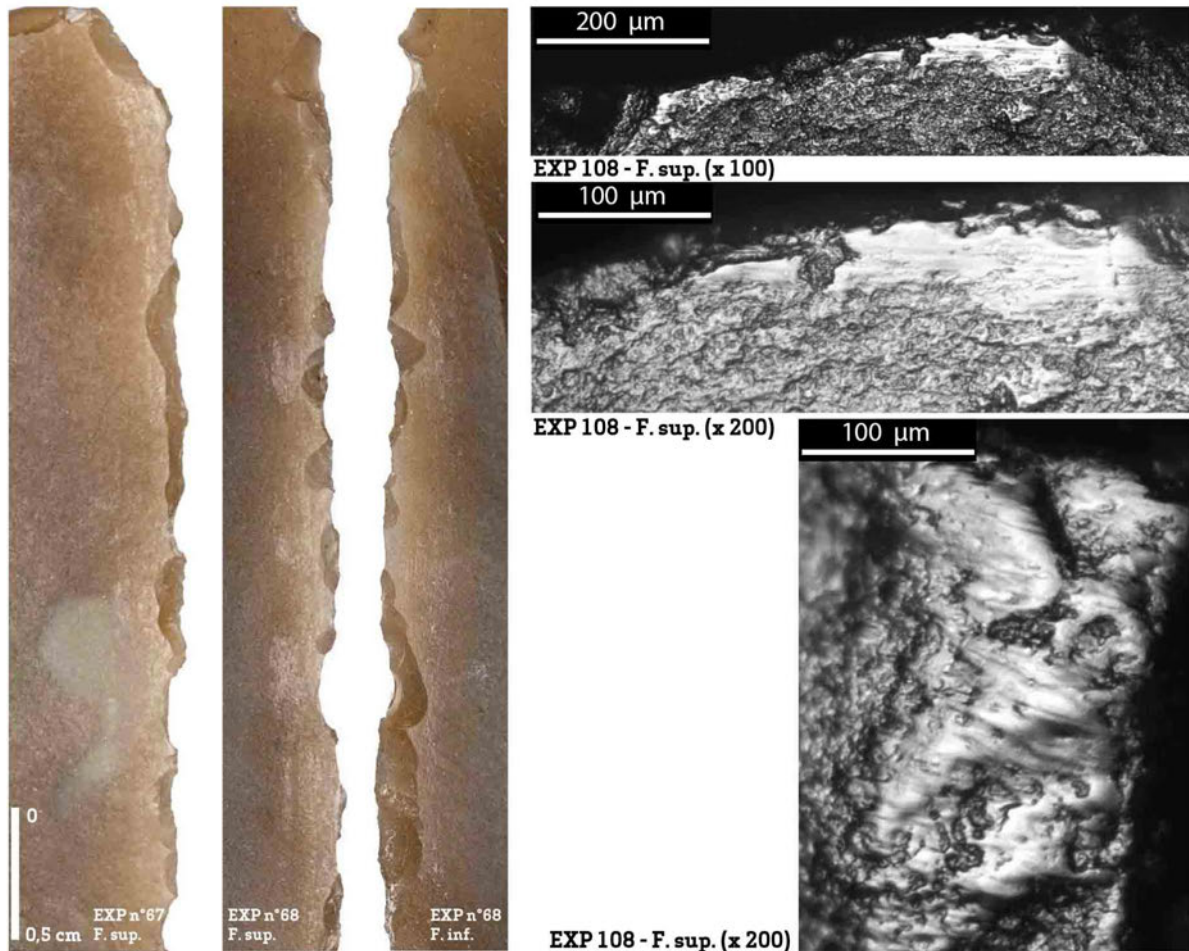 0
0,5 cm
EXP n°67
F. sup.
EXP n°68
F. sup.
EXP n°68
F. inf.
200 µm
EXP 108 - F. sup. (x 100)
100 µm
EXP 108 - F. sup. (x 200)
100 µm
EXP 108 - F. sup. (x 200)